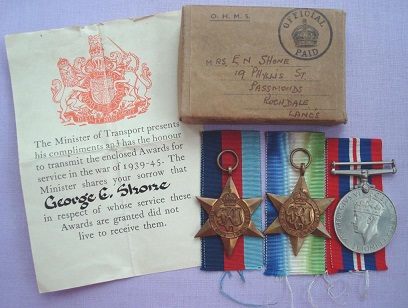 The Minister of Transport presents
his compliments and has the honour
to transmit the enclosed Awards for
service in the war of 1939-45. The
Minister shares your sorrow that
George E. Shone
in respect of whose service these
Awards are granted did not
live to receive them.
O. H. M. S.
OFFICIAL
PAID
MRS E N SHONE
19 PHYLLIS ST
PASSMONDS
ROCHDALE
LANCS